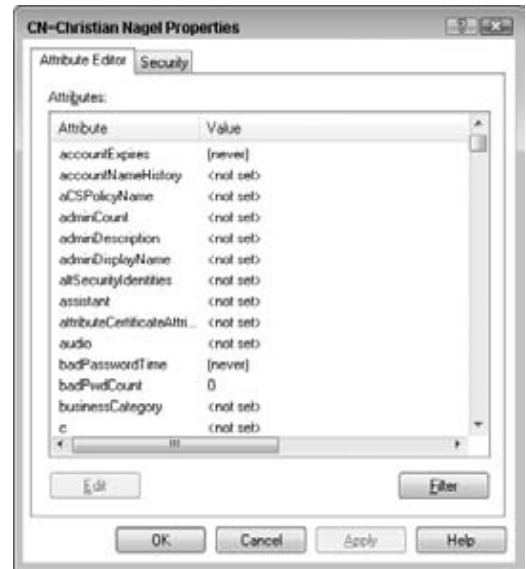 CN=Christian Nagel Properties
Attribute Editor Security
Attributes:
Attribute Value
accountExpires (never)
accountNameHistory <not set>
aCSPolicyName <not set>
adminCount <not set>
adminDescription <not set>
adminDisplayName <not set>
altSecurityIdentities <not set>
assistant <not set>
attributeCertificateAttri... <not set>
audio <not set>
badPasswordTime (never)
badPwdCount 0
businessCategory <not set>
c <not set>
Edit Filter
OK Cancel Apply Help